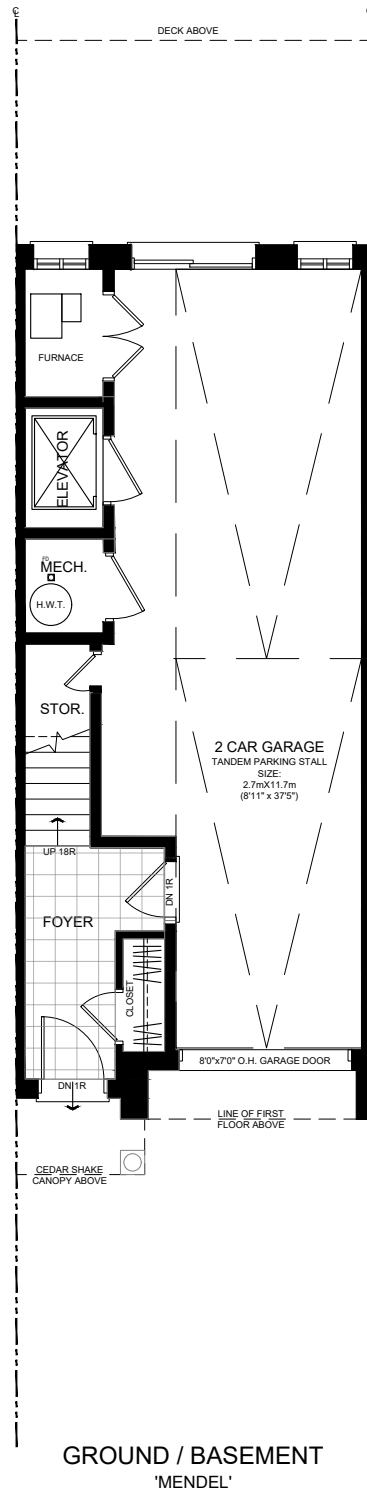 DECK ABOVE
FURNACE
ELEVATOR
FD
MECH.
H.W.T.
STOR.
2 CAR GARAGE
TANDEM PARKING STALL
SIZE:
2.7mX11.7m
(8'11" x 37'5")
UP 18R
DN 1R
FOYER
CLOSET
8'0"x7'0" O.H. GARAGE DOOR
DN 1R
LINE OF FIRST
FLOOR ABOVE
CEDAR SHAKE
CANOPY ABOVE
GROUND / BASEMENT
'MENDEL'